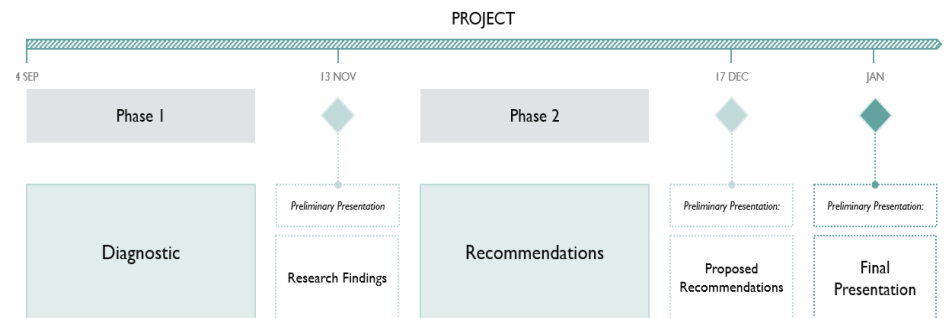 PROJECT
4 SEP
13 NOV
17 DEC
JAN
Phase 1
Phase 2
Preliminary Presentation
Preliminary Presentation:
Preliminary Presentation:
Diagnostic
Research Findings
Recommendations
Proposed
Recommendations
Final
Presentation